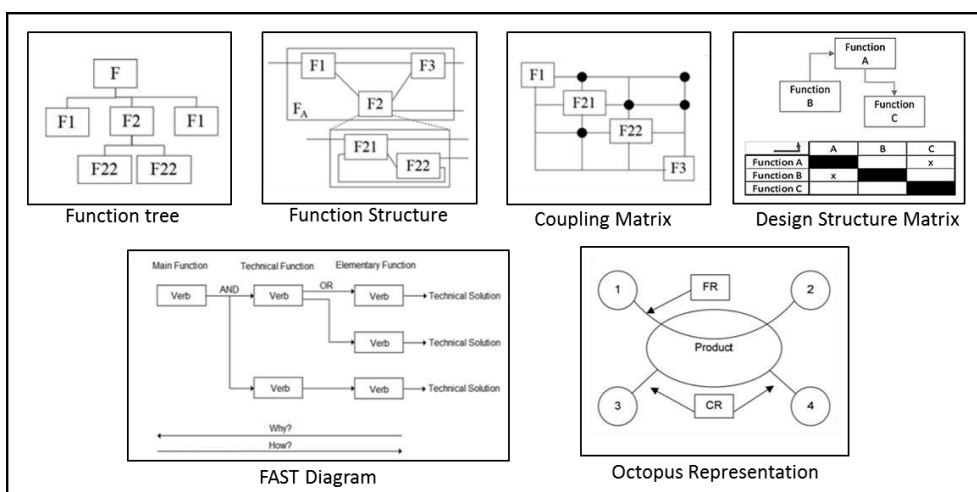 F
F1 F2 F1
F22 F22
Function tree
F1 F3
F2
FA
F21
F22
Function Structure
F1
F21
F22
F3
Coupling Matrix
Function
A
Function
B
Function
C
A B C
Function A x
Function B x
Function C
Design Structure Matrix
Main Function Technical Function Elementary Function
Verb AND Verb OR Verb Technical Solution
Verb Technical Solution
Verb Verb Technical Solution
Why?
How?
FAST Diagram
1 FR 2
Product
3 CR 4
Octopus Representation